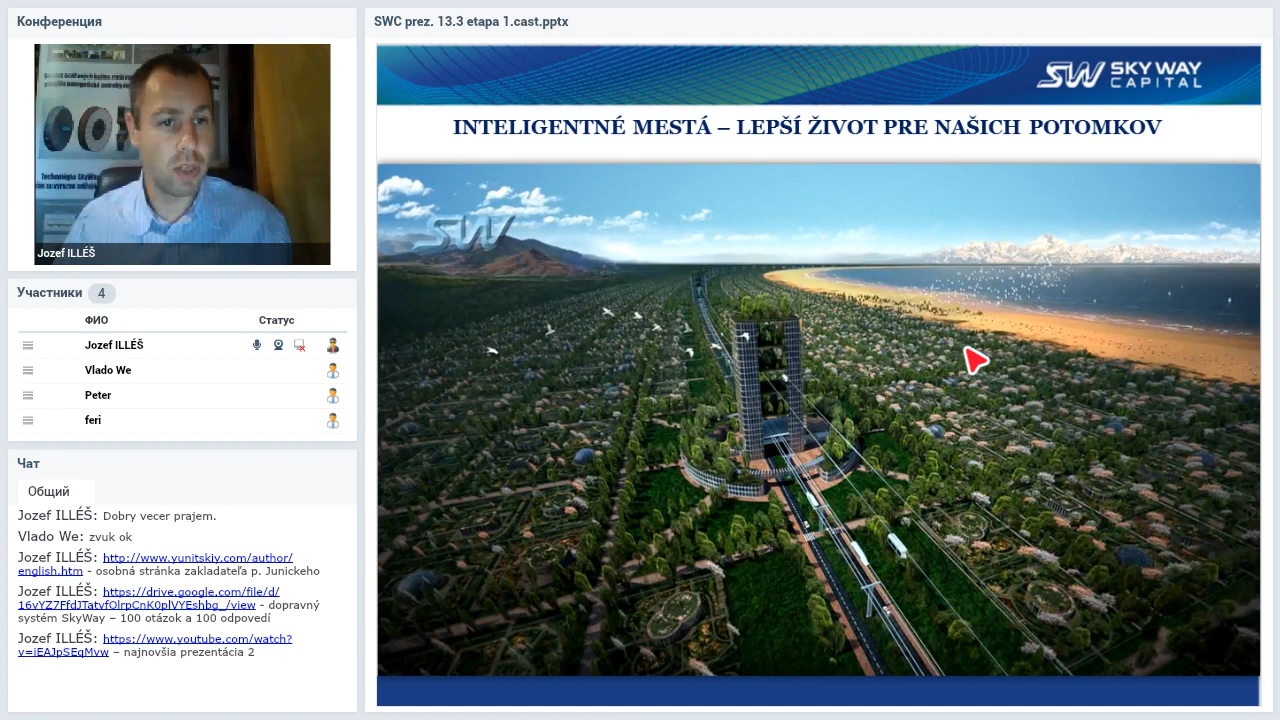 Конференция
Jozef ILLÉŠ
Участники 4
ФИО Статус
Jozef ILLÉŠ
Vlado We
Peter
feri
Чат
Общий
Jozef ILLÉŠ: Dobry vecer prajem.
Vlado We: zvuk ok
Jozef ILLÉŠ: http://www.yunitskiy.com/author/
english.htm - osobná stránka zakladateľa p. Junickeho
Jozef ILLÉŠ: https://drive.google.com/file/d/
16vYZ7FfdJTatvfOlrpCnK0plVYEshbg_/view - dopravný
systém SkyWay – 100 otázok a 100 odpovedí
Jozef ILLÉŠ: https://www.youtube.com/watch?
v=iEAJpSEqMvw – najnovšia prezentácia 2
SWC prez. 13.3 etapa 1.cast.pptx
SW SKY WAY
CAPITAL
INTELIGENTNÉ MESTÁ – LEPŠÍ ŽIVOT PRE NAŠICH POTOMKOV
SW